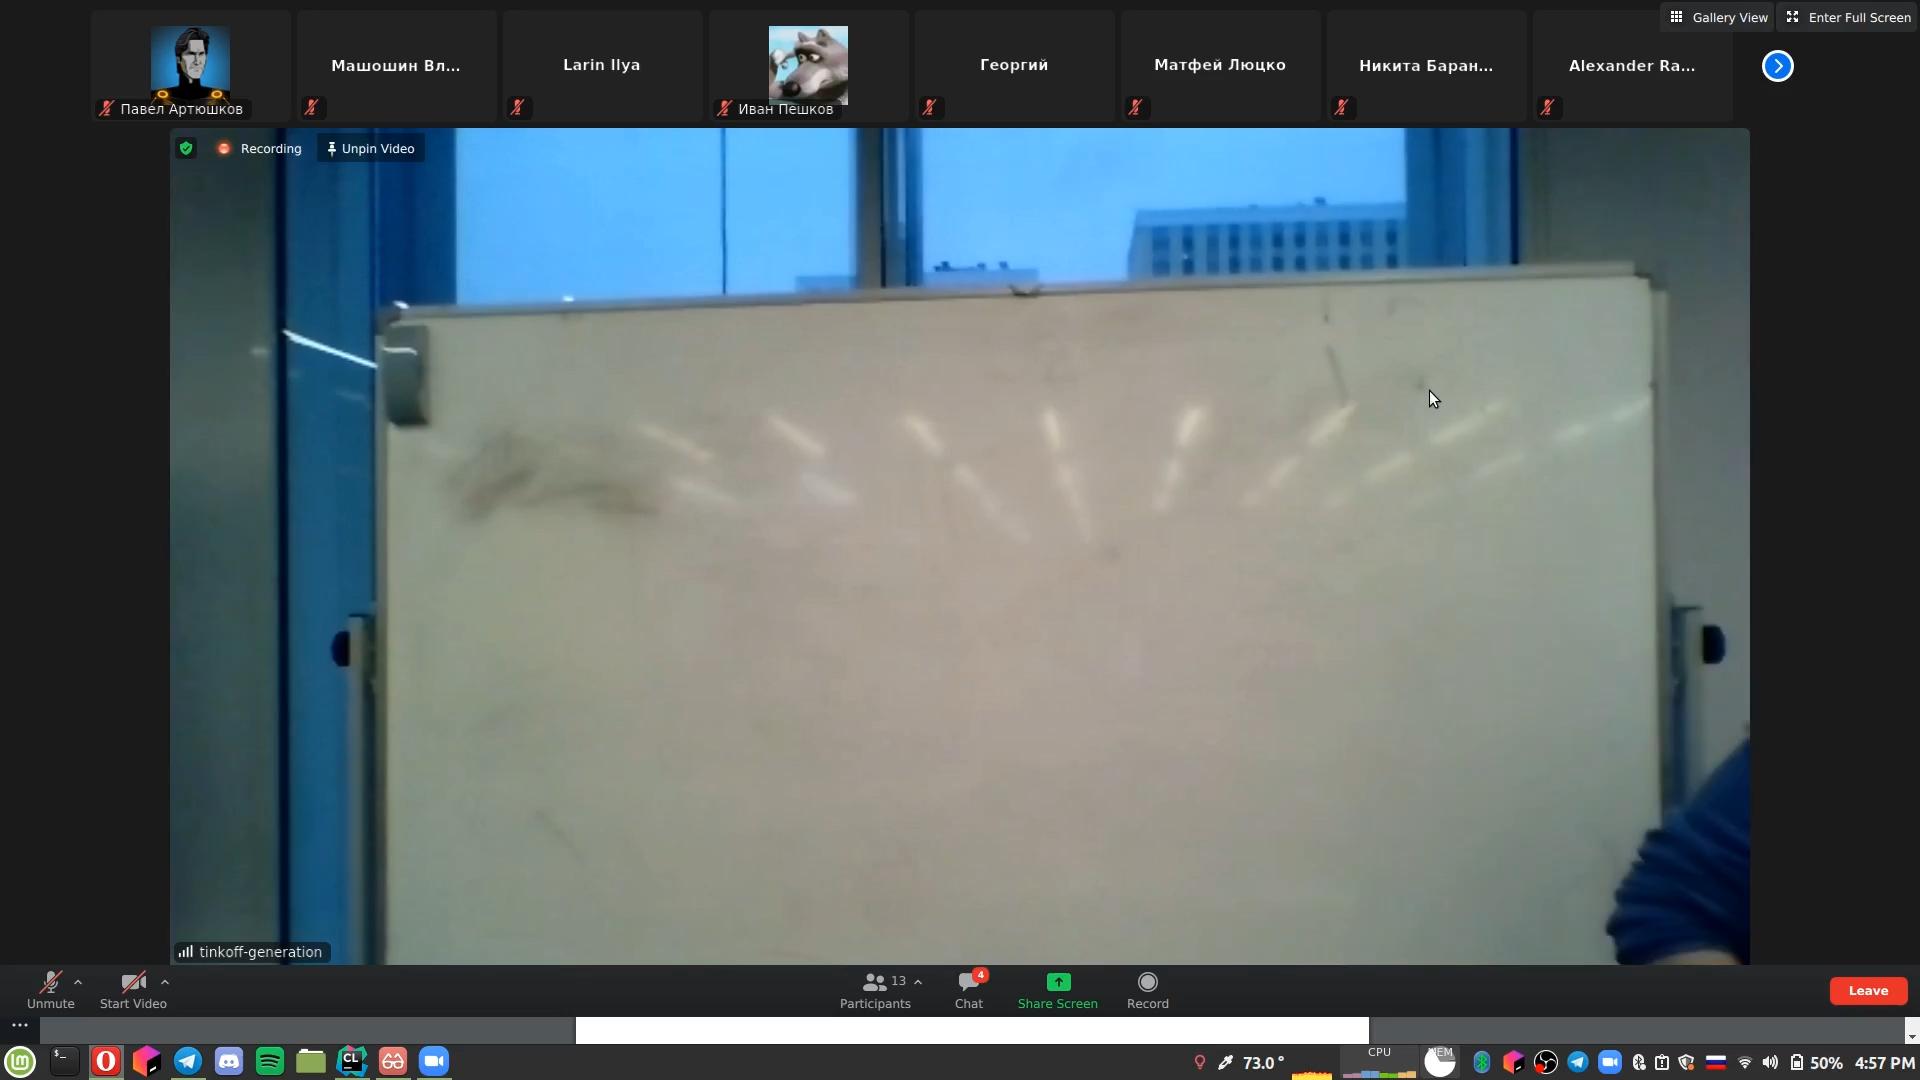 Gallery View
Enter Full Screen
Павел Артюшков
Машошин Вл...
Larin Ilya
Иван Пешков
Георгий
Матфей Люцко
Никита Баран...
Alexander Ra...
Recording
Unpin Video
tinkoff-generation
Unmute
Start Video
13
Participants
4
Chat
Share Screen
Record
Leave
CL
73.0°
CPU
MEM
50%
4:57 PM